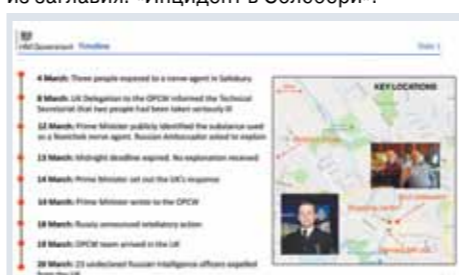 из заглавия: «Инцидент в Солсбери».
HM Government Timeline
4 March: Three people exposed to a nerve agent in Salisbury
8 March: UK Delegation to the OPCW informed the Technical
Secretariat that two people had been taken seriously ill
12 March: Prime Minister publicly identified the substance used
as a Novichok nerve agent. Russian Ambassador asked to explain
13 March: Midnight deadline expired. No explanation received
14 March: Prime Minister set out the UK's response
14 March: Prime Minister wrote to the OPCW
18 March: Russia announced retaliatory action
19 March: OPCW team arrived in the UK
20 March: 23 undeclared Russian intelligence officers expelled
from the UK
KEY LOCATIONS